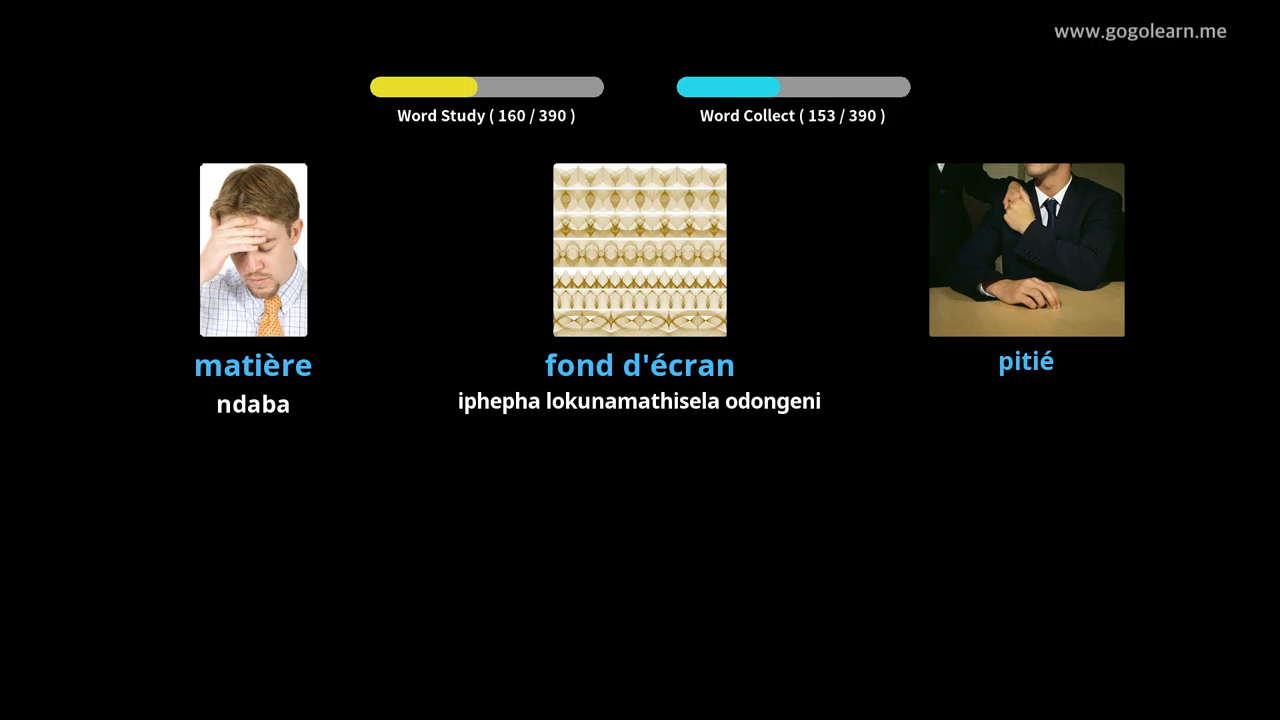 www.gogolearn.me
Word Study ( 160 / 390 )
Word Collect ( 153 / 390 )
matière
fond d'écran
pitié
ndaba
iphepha lokunamathisela odongeni